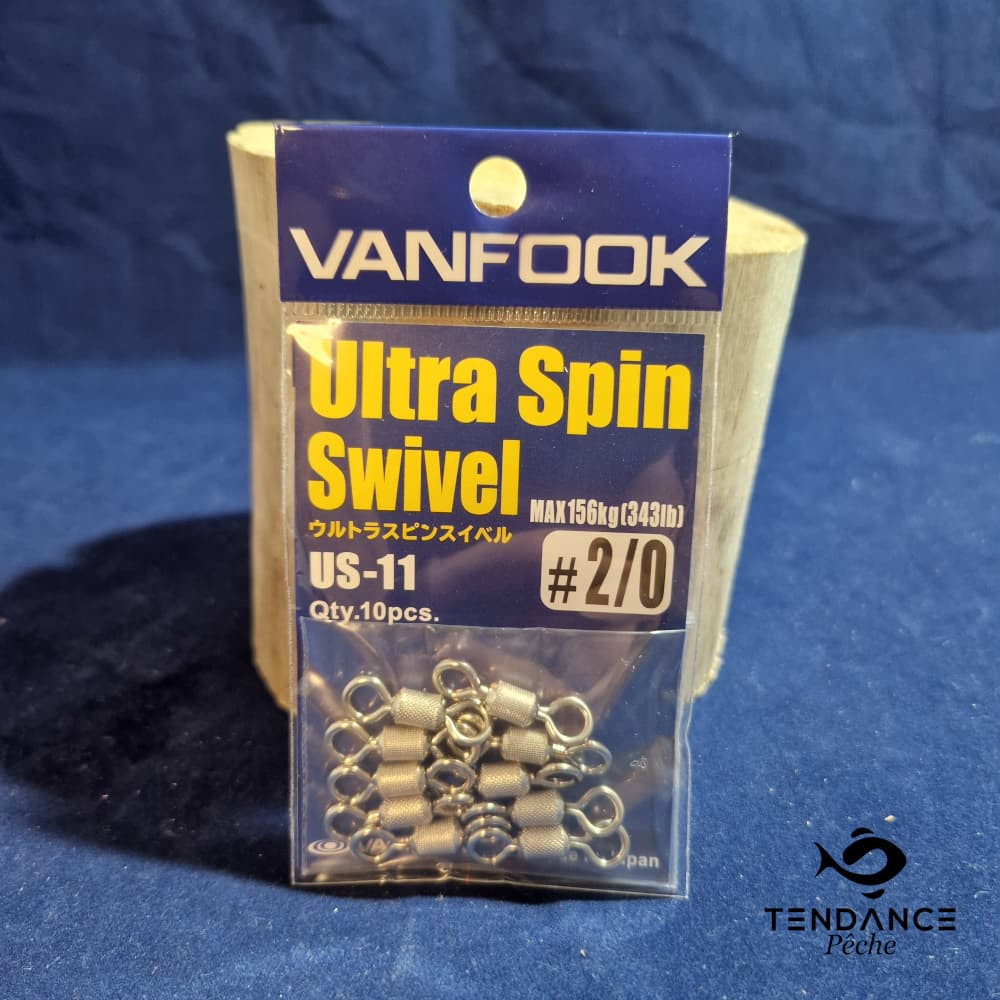 VANFOOK
Ultra Spin
Swivel
MAX156kg(343lb)
ウルトラスピンスイベル
US-11
#2/0
Qty.10pcs.
TENDANCE
Pêche